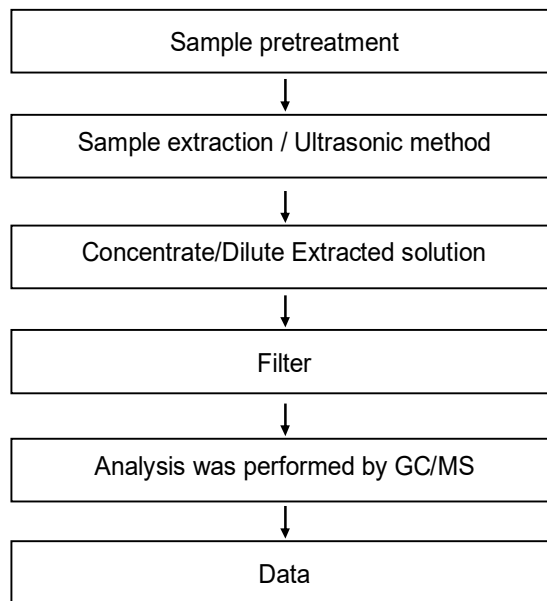 Sample pretreatment
Sample extraction / Ultrasonic method
Concentrate/Dilute Extracted solution
Filter
Analysis was performed by GC/MS
Data